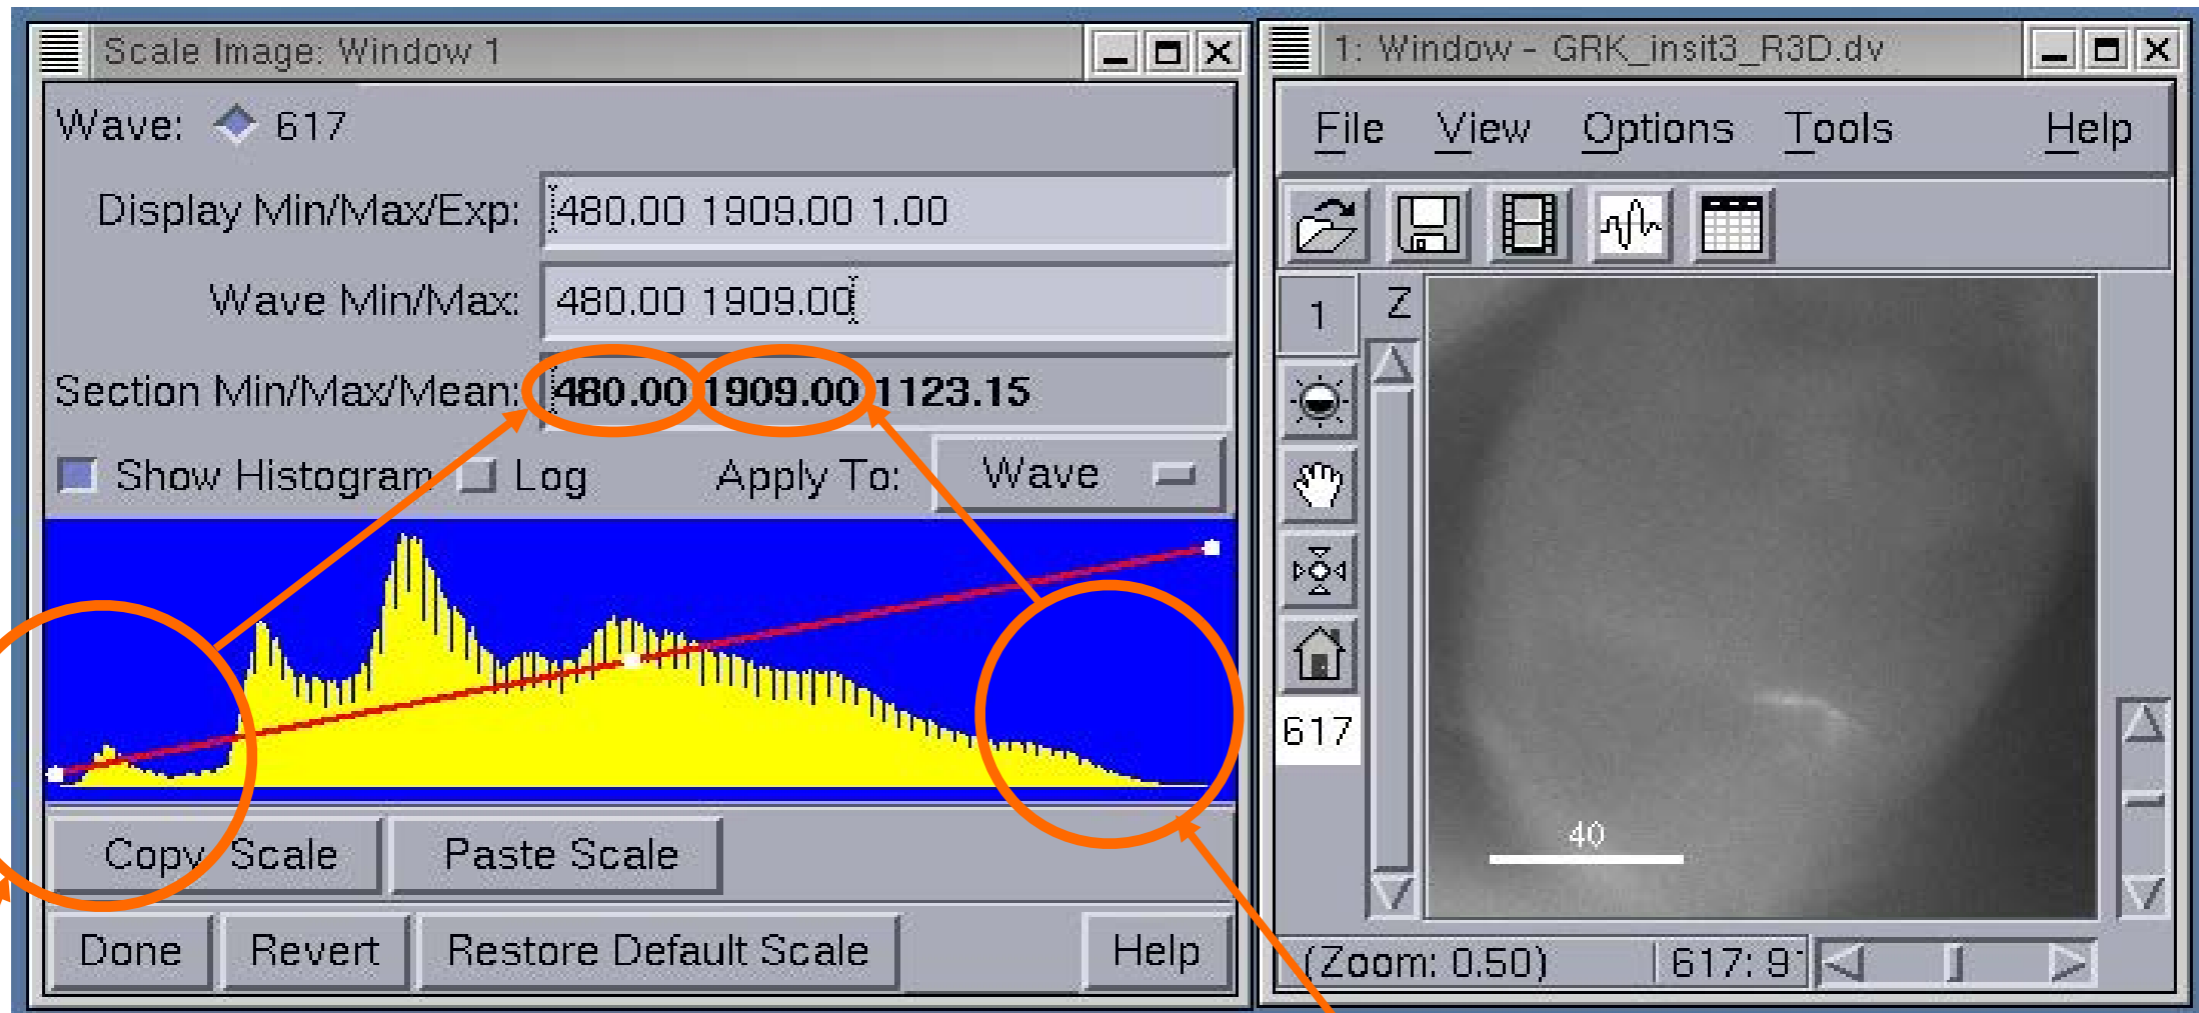 Scale Image: Window 1
Wave: 617
Display Min/Max/Exp: 480.00 1909.00 1.00
Wave Min/Max: 480.00 1909.00
Section Min/Max/Mean: 480.00 1909.00 1123.15
Show Histogram Log Apply To: Wave
Copy Scale Paste Scale
Done Revert Restore Default Scale Help
1: Window - GRK_insit3_R3D.dv
File View Options Tools Help
1 Z
617
40
(Zoom: 0.50) 617: